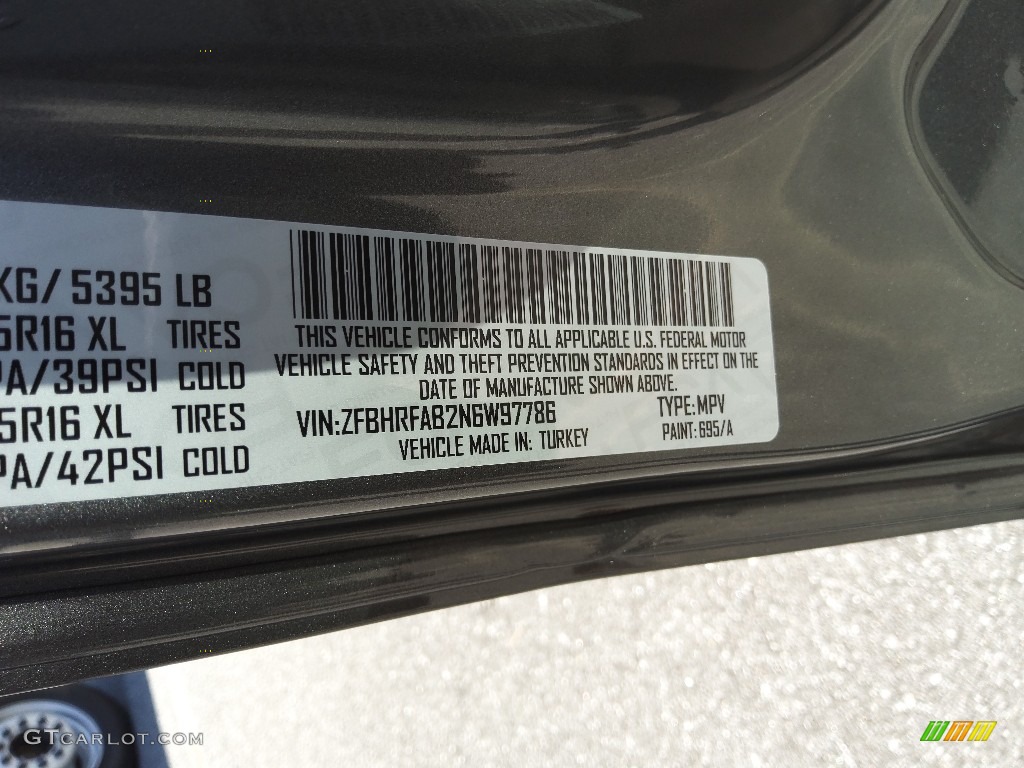 KG/ 5395 LB
5R16 XL TIRES
PA/39PSI COLD
5R16 XL TIRES
PA/42PSI COLD
THIS VEHICLE CONFORMS TO ALL APPLICABLE U.S. FEDERAL MOTOR
VEHICLE SAFETY AND THEFT PREVENTION STANDARDS IN EFFECT ON THE
DATE OF MANUFACTURE SHOWN ABOVE.
VIN:ZFBHRFAB2N6W97786 TYPE:MPV
VEHICLE MADE IN: TURKEY PAINT:695/A
GTCARLOT.COM